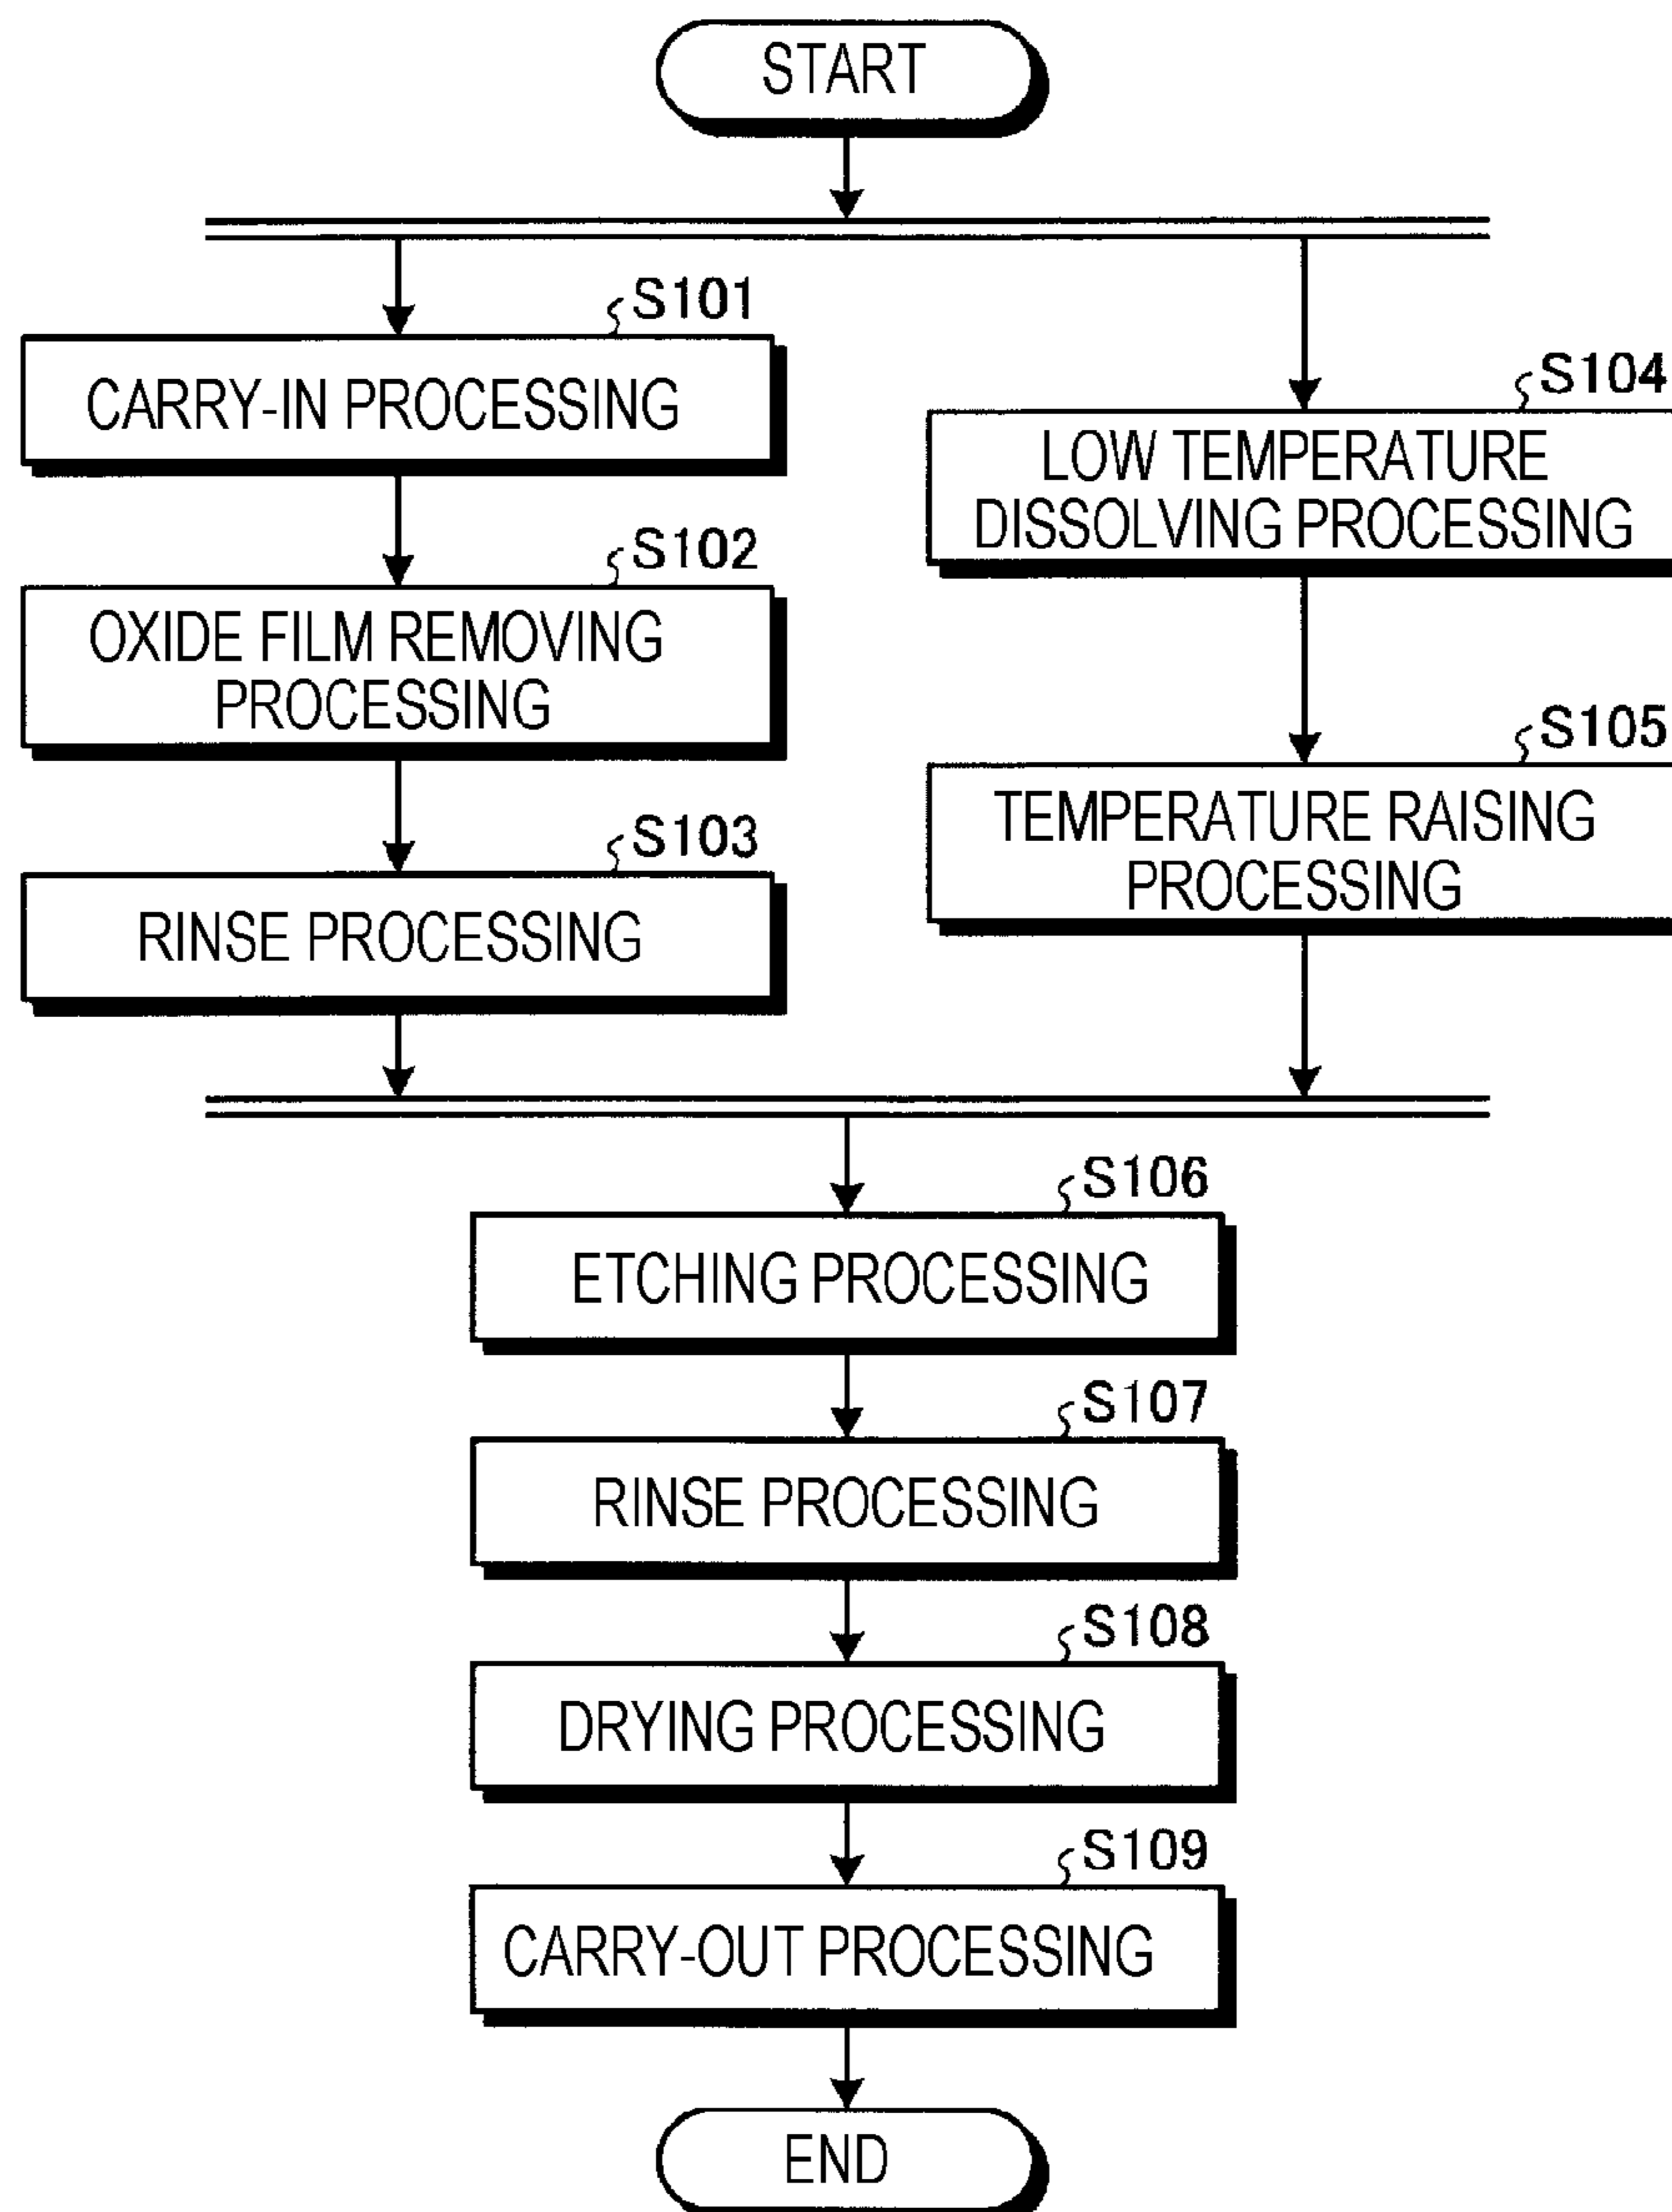 START
S101
CARRY-IN PROCESSING
S102
OXIDE FILM REMOVING
PROCESSING
S103
RINSE PROCESSING
S104
LOW TEMPERATURE
DISSOLVING PROCESSING
S105
TEMPERATURE RAISING
PROCESSING
S106
ETCHING PROCESSING
S107
RINSE PROCESSING
S108
DRYING PROCESSING
S109
CARRY-OUT PROCESSING
END